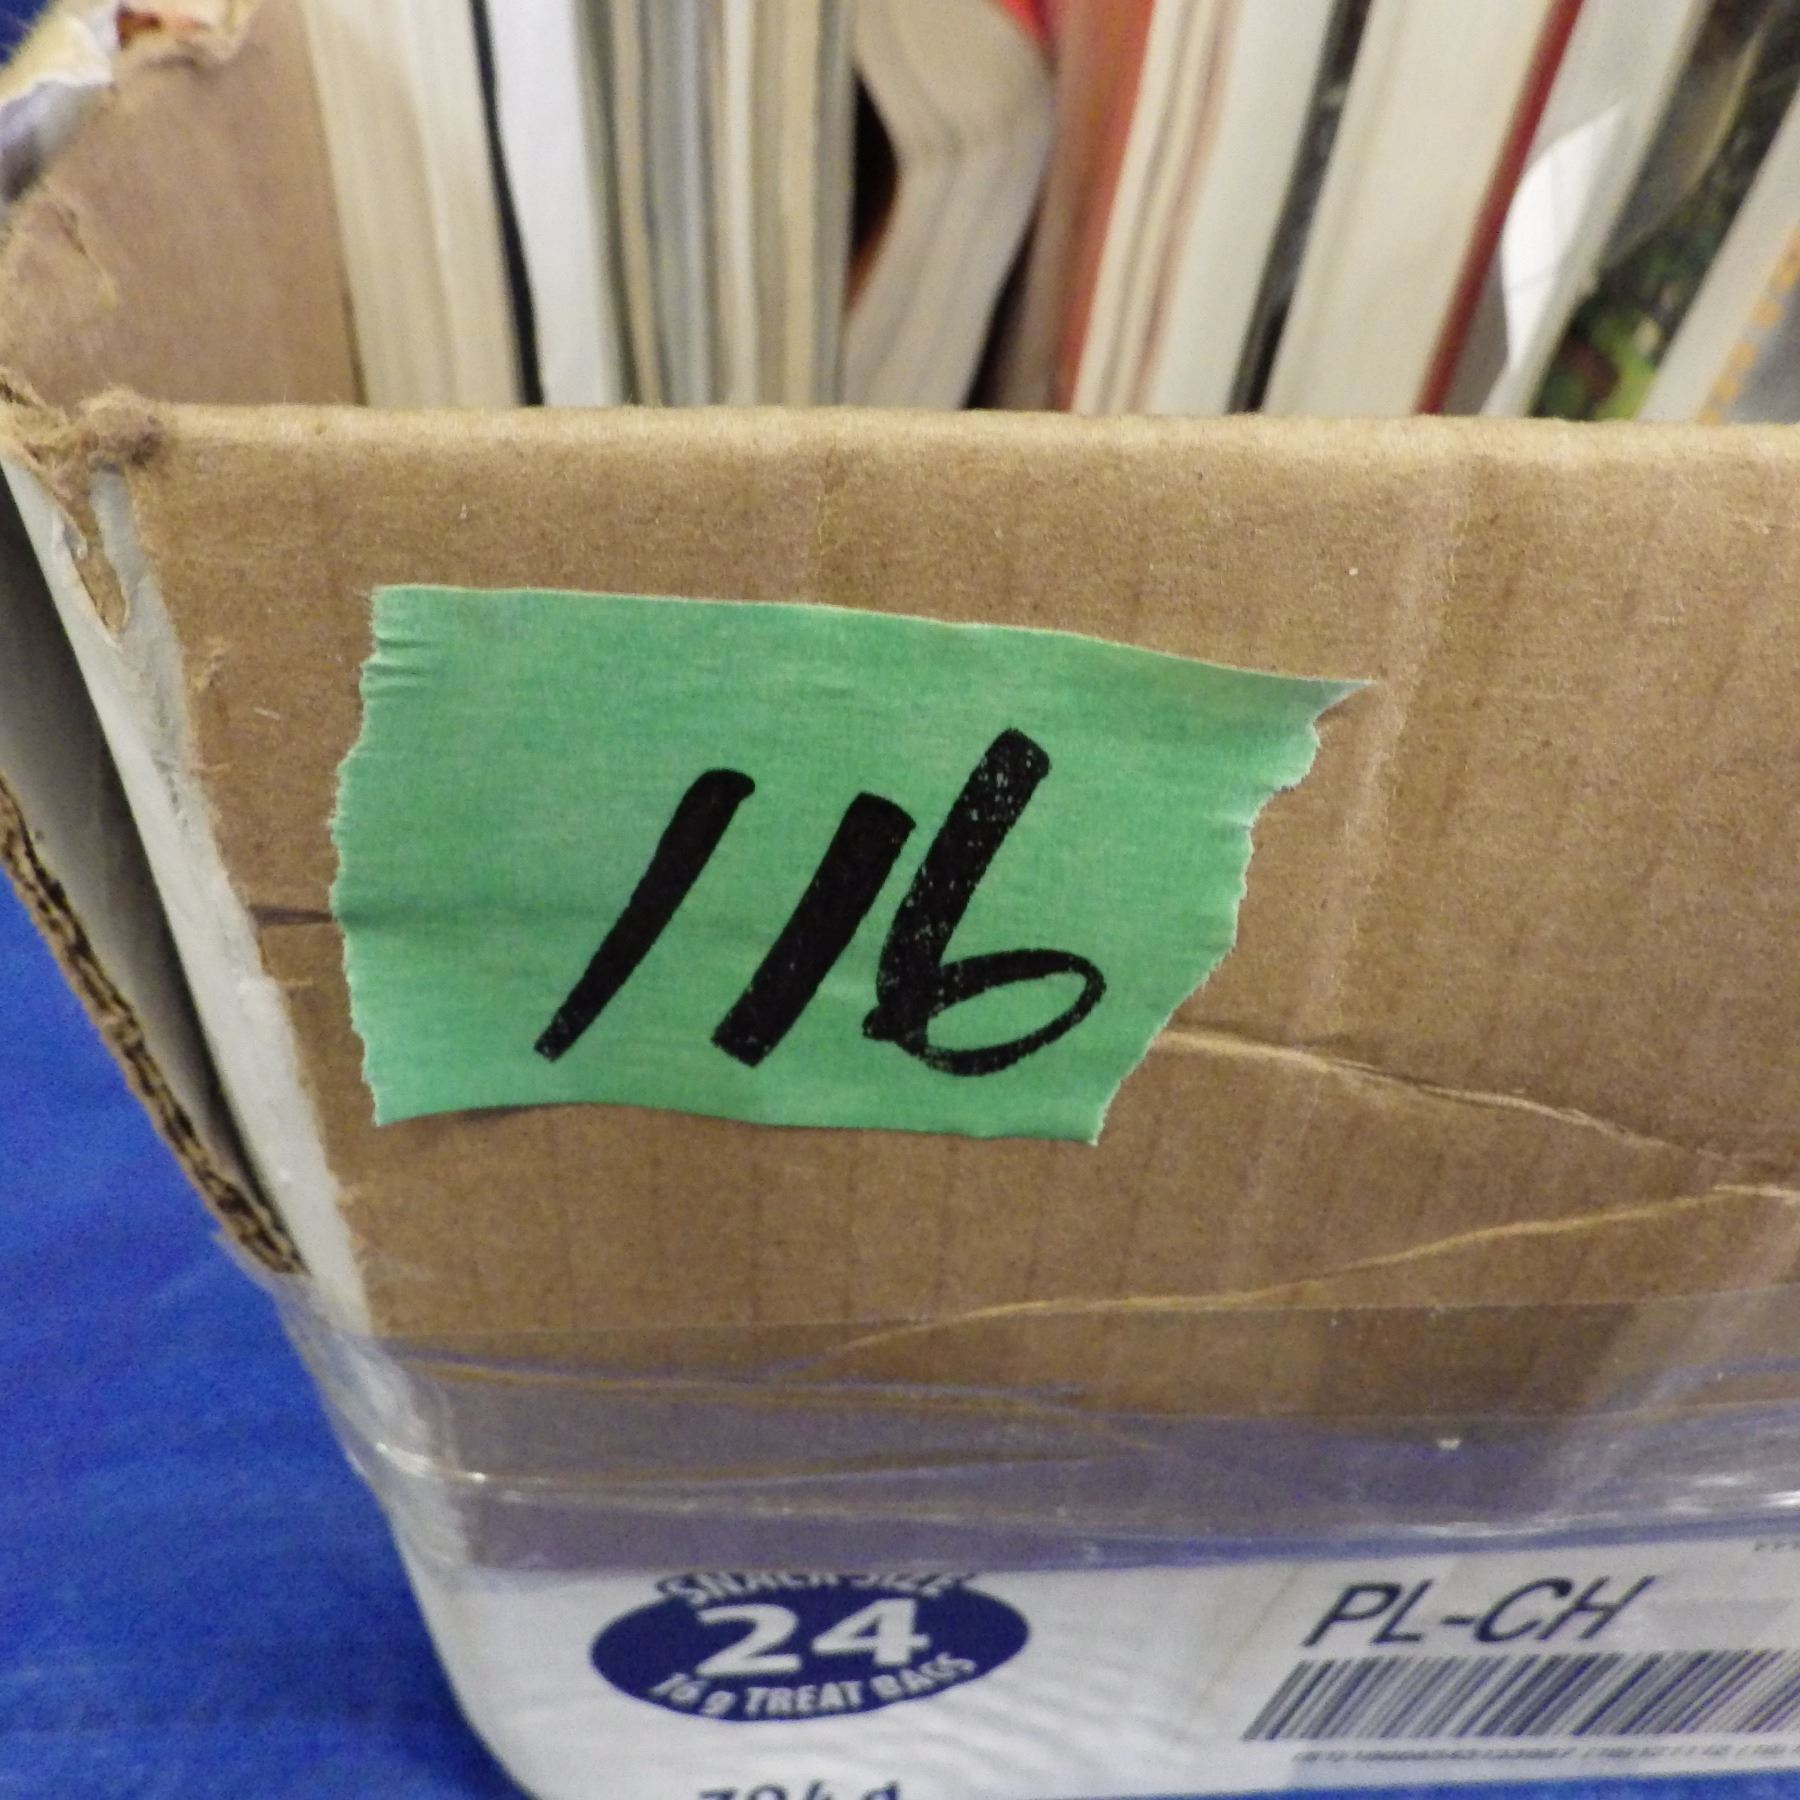 116
SNACK SIZE
24
16 g TREAT BAGS
PL-CH